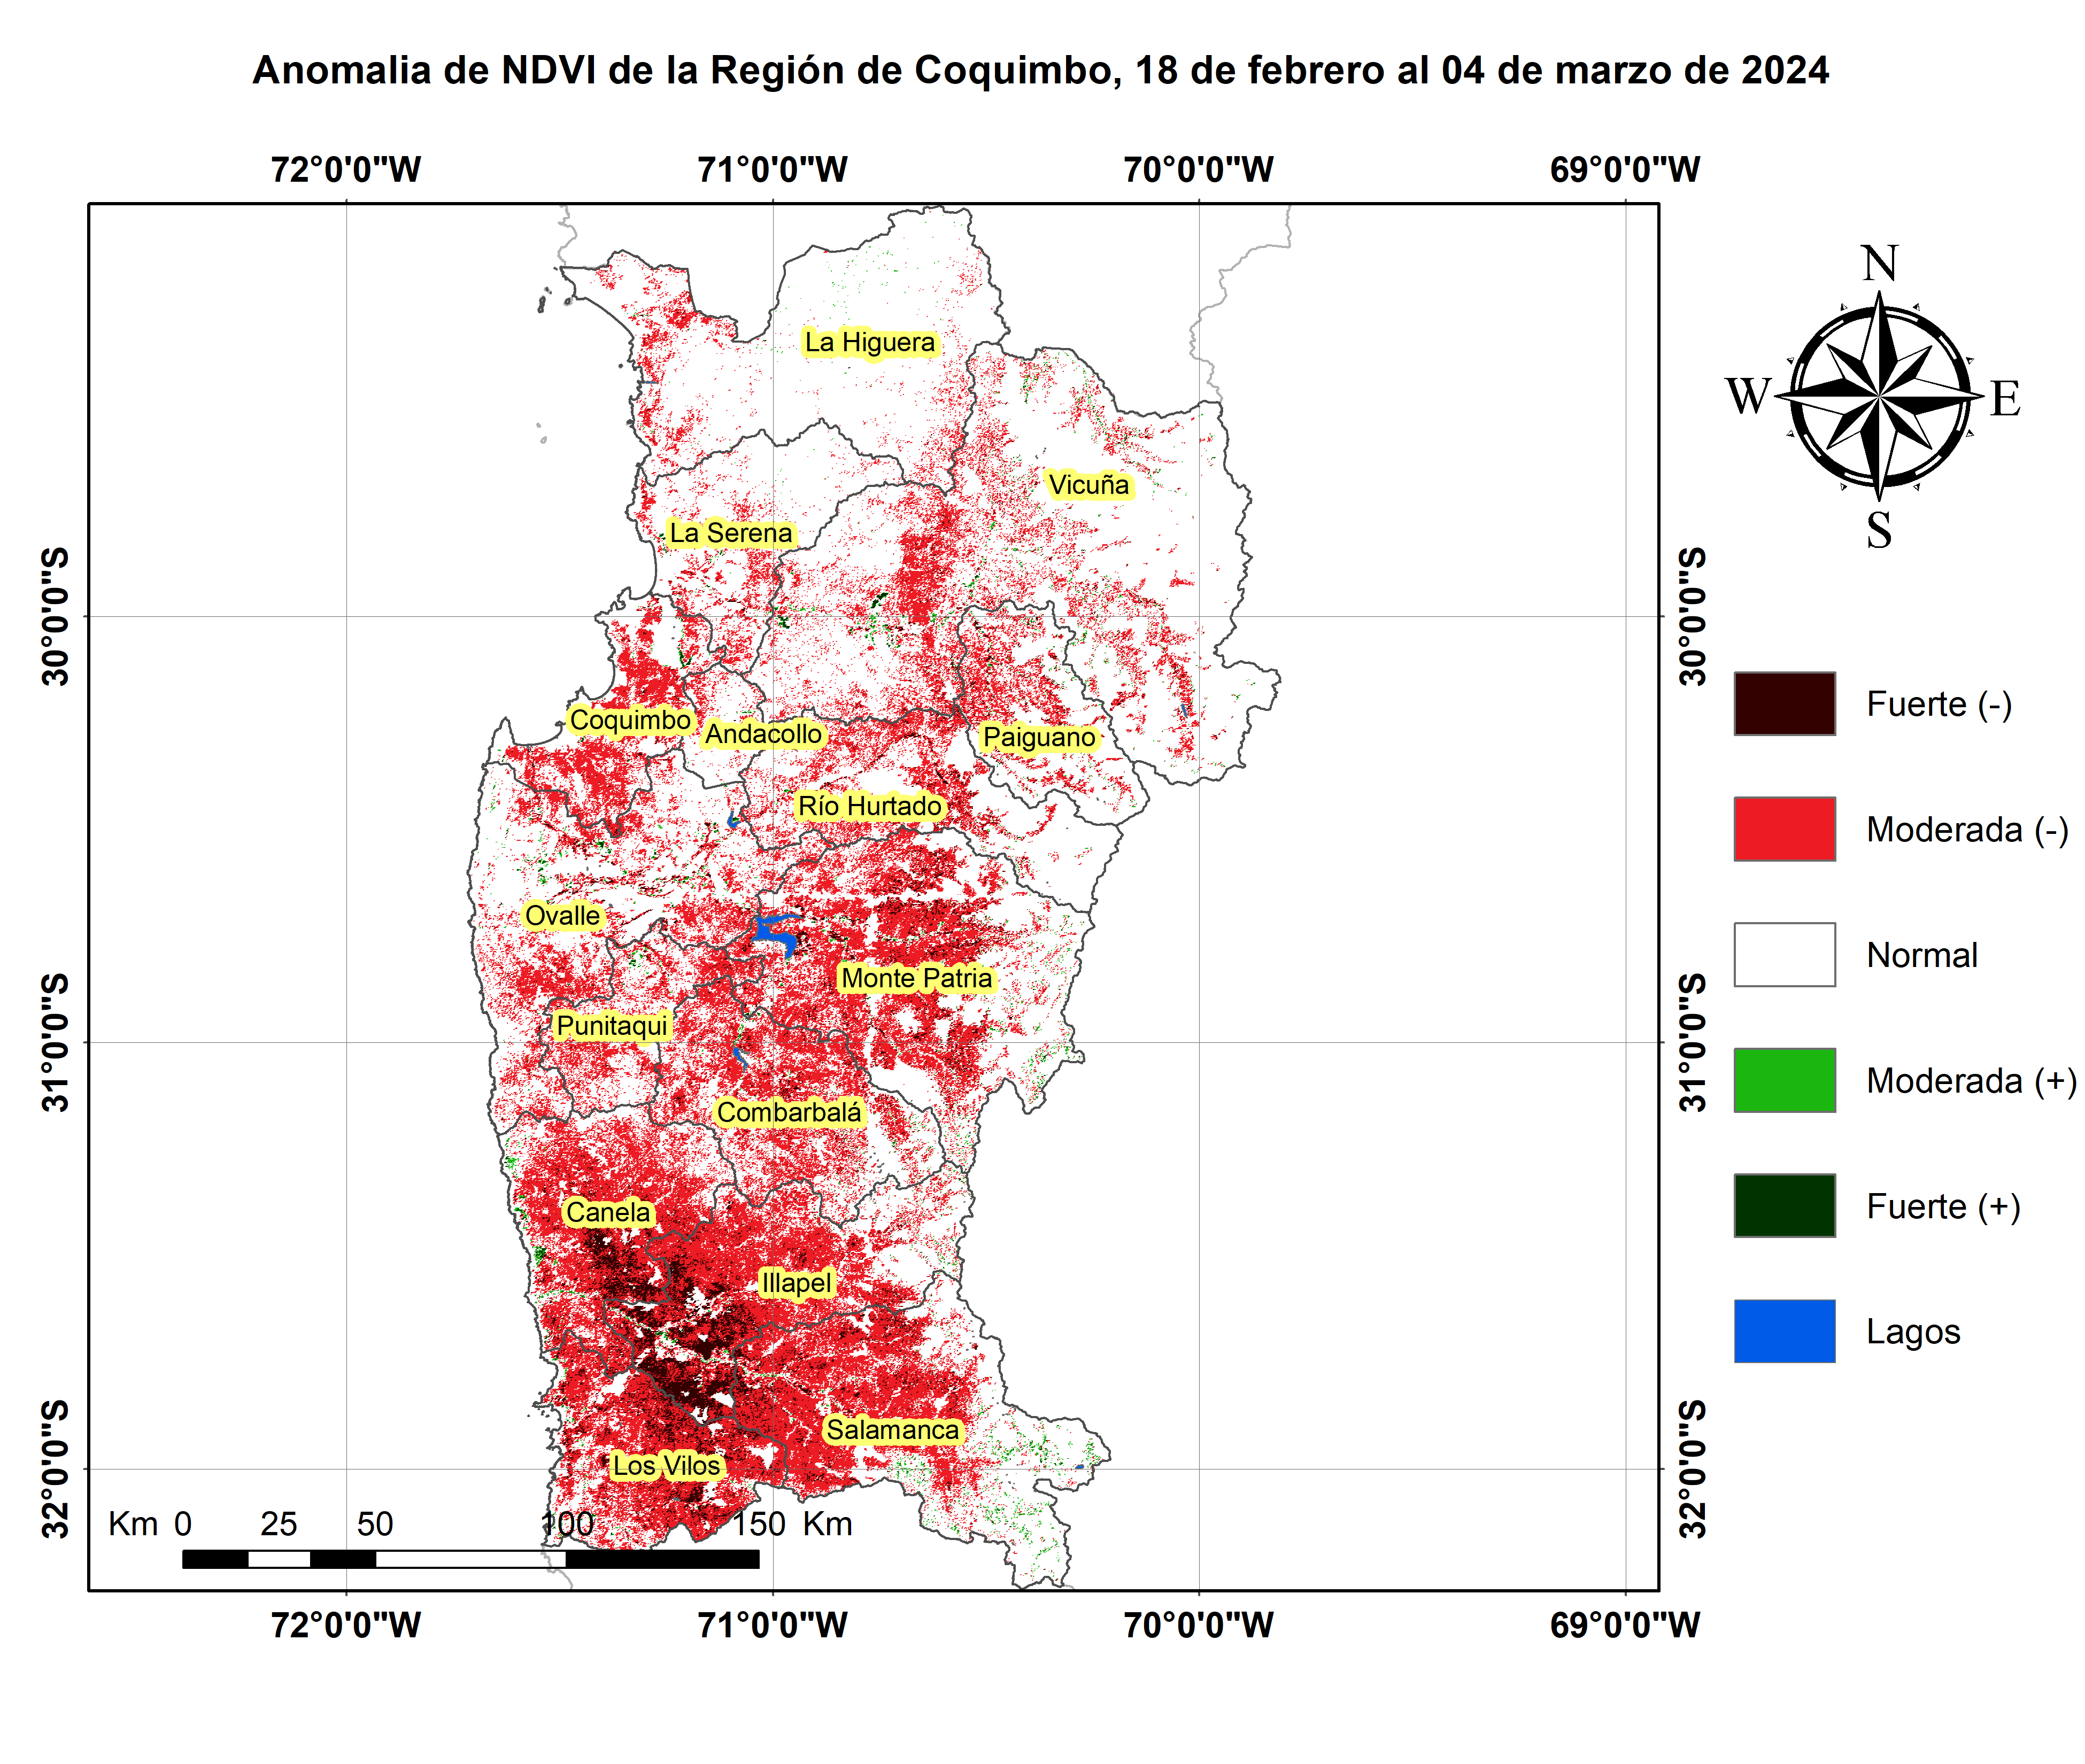 Anomalia de NDVI de la Región de Coquimbo, 18 de febrero al 04 de marzo de 2024
72°0'0"W 71°0'0"W 70°0'0"W 69°0'0"W
N
W E
S
La Higuera
Vicuña
La Serena
30°0'0"S 30°0'0"S
Coquimbo
Andacollo
Paiguano
Río Hurtado
Ovalle
Monte Patria
Punitaqui
31°0'0"S 31°0'0"S
Combarbalá
Canela
Illapel
Salamanca
Los Vilos
32°0'0"S 32°0'0"S
Km 0 25 50 100 150 Km
72°0'0"W 71°0'0"W 70°0'0"W 69°0'0"W
Fuerte (-)
Moderada (-)
Normal
Moderada (+)
Fuerte (+)
Lagos